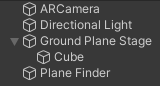 ARCamera
Directional Light
Ground Plane Stage
Cube
Plane Finder